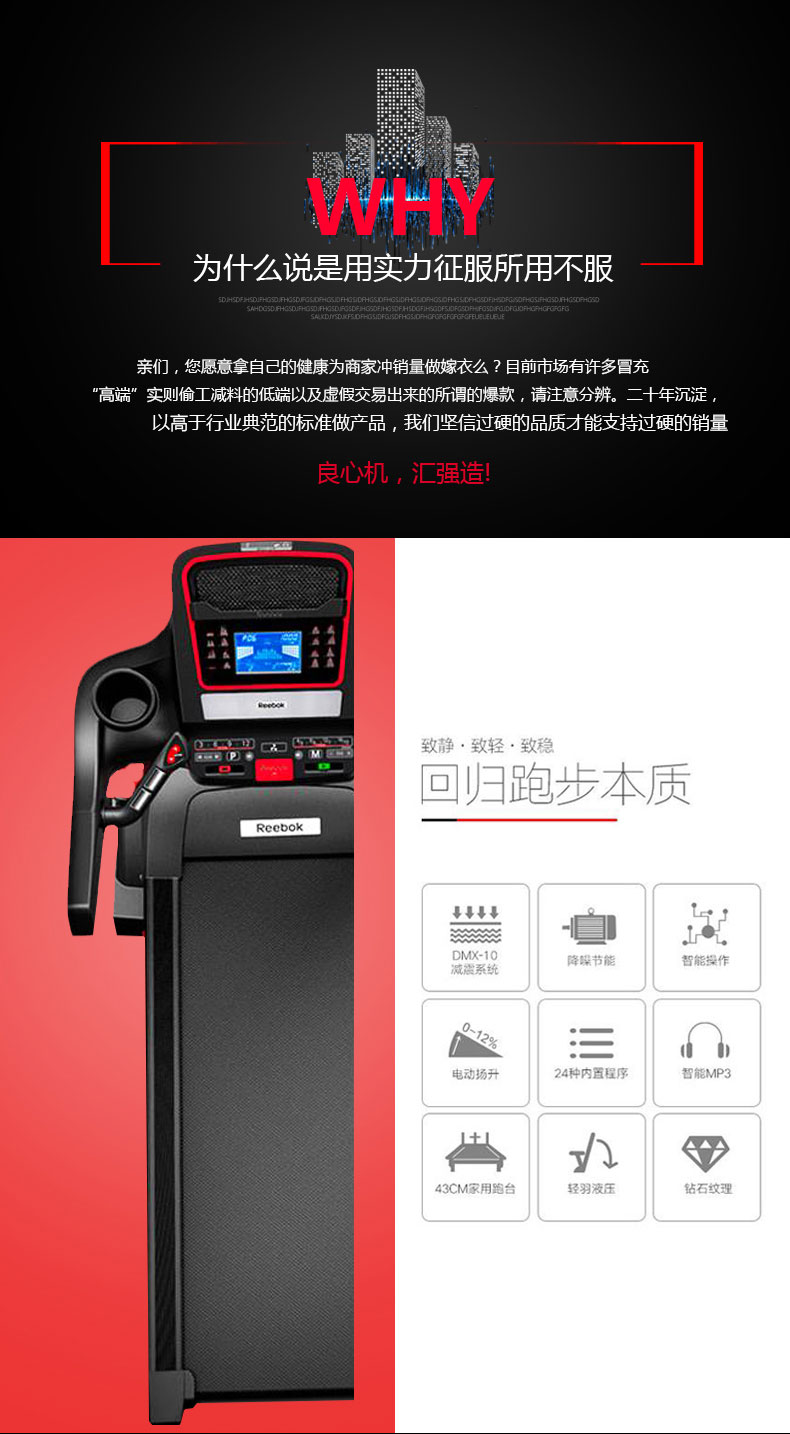 WHY
为什么说是用实力征服所用不服
亲们，您愿意拿自己的健康为商家冲销量做嫁衣么？目前市场有许多冒充
“高端”实则偷工减料的低端以及虚假交易出来的所谓的爆款，请注意分辨。二十年沉淀，
以高于行业典范的标准做产品，我们坚信过硬的品质才能支持过硬的销量
良心机，汇强造!
P06 1000
Reebok
3 6 9 12
P
M
Reebok
致静·致轻·致稳
回归跑步本质
DMX-10
减震系统
降噪节能
智能操作
0-12%
电动扬升
24种内置程序
智能MP3
43CM家用跑台
轻羽液压
钻石纹理